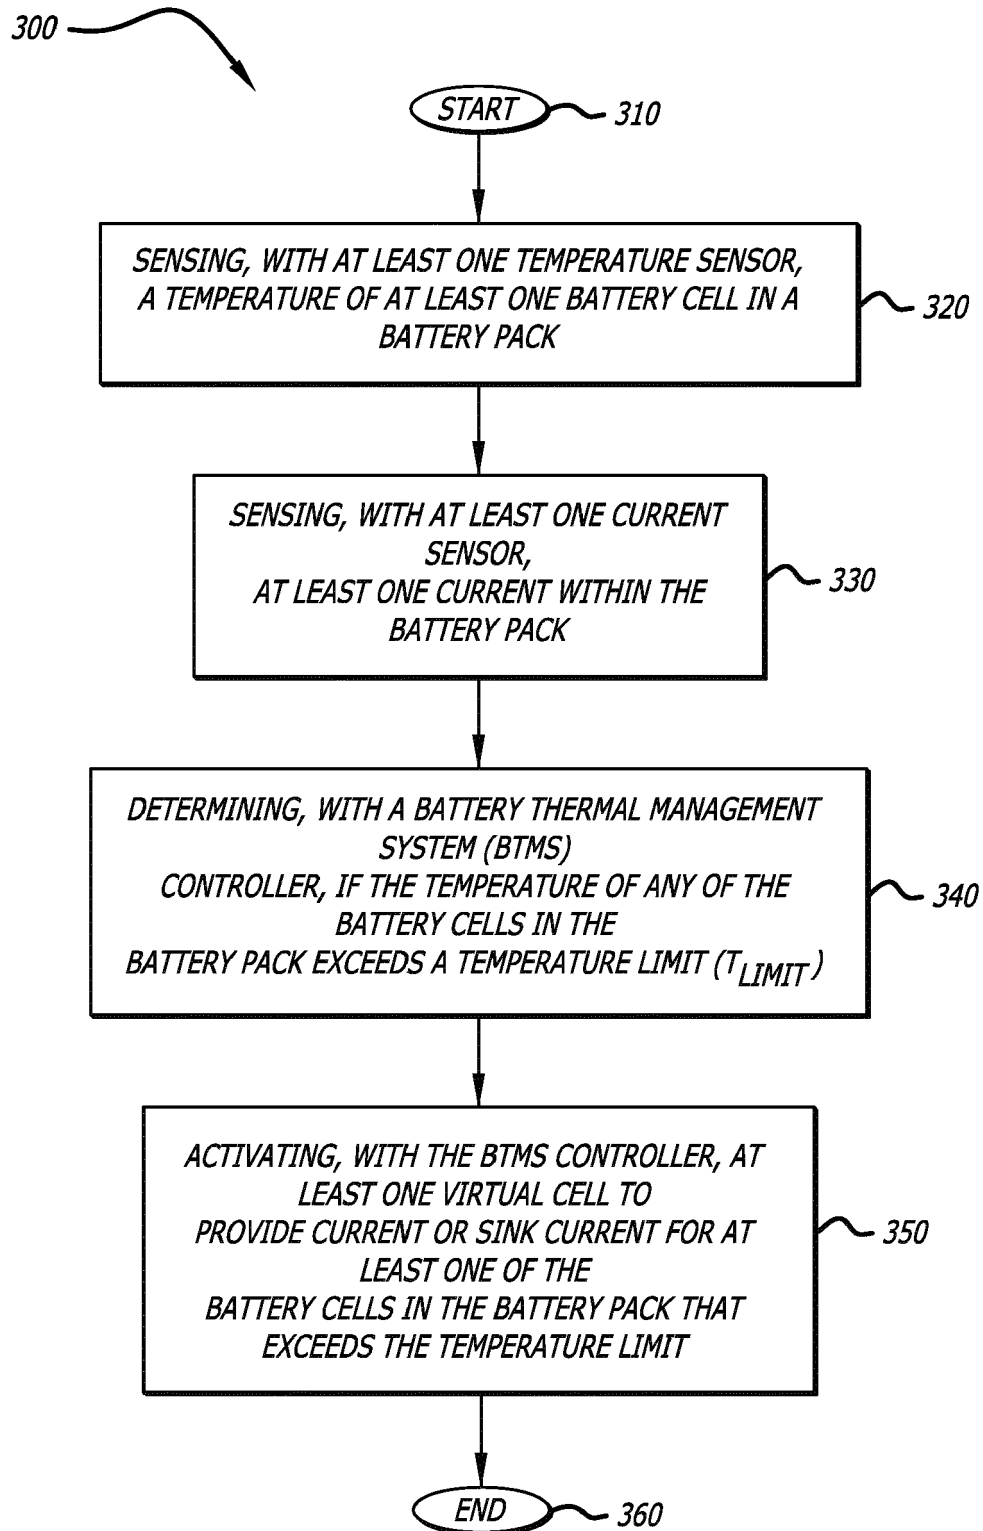 300
START
310
SENSING, WITH AT LEAST ONE TEMPERATURE SENSOR,
A TEMPERATURE OF AT LEAST ONE BATTERY CELL IN A
BATTERY PACK
320
SENSING, WITH AT LEAST ONE CURRENT
SENSOR,
AT LEAST ONE CURRENT WITHIN THE
BATTERY PACK
330
DETERMINING, WITH A BATTERY THERMAL MANAGEMENT
SYSTEM (BTMS)
CONTROLLER, IF THE TEMPERATURE OF ANY OF THE
BATTERY CELLS IN THE
BATTERY PACK EXCEEDS A TEMPERATURE LIMIT (TLIMIT)
340
ACTIVATING, WITH THE BTMS CONTROLLER, AT
LEAST ONE VIRTUAL CELL TO
PROVIDE CURRENT OR SINK CURRENT FOR AT
LEAST ONE OF THE
BATTERY CELLS IN THE BATTERY PACK THAT
EXCEEDS THE TEMPERATURE LIMIT
350
END
360